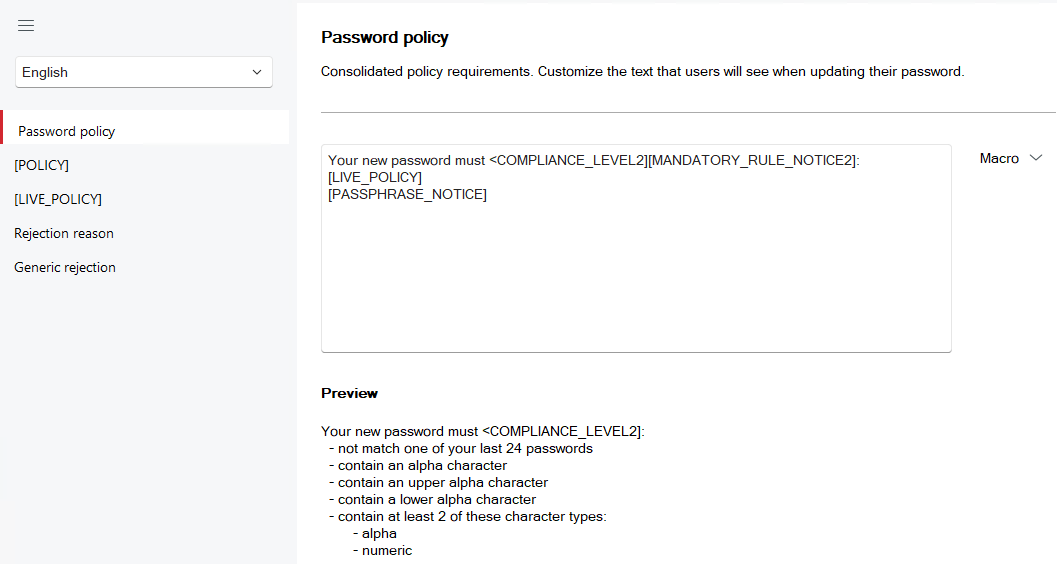 English
Password policy
[POLICY]
[LIVE_POLICY]
Rejection reason
Generic rejection
Password policy
Consolidated policy requirements. Customize the text that users will see when updating their password.
Your new password must <COMPLIANCE_LEVEL2][MANDATORY_RULE_NOTICE2]:
[LIVE_POLICY]
[PASSPHRASE_NOTICE]
Macro
Preview
Your new password must <COMPLIANCE_LEVEL2]:
- not match one of your last 24 passwords
- contain an alpha character
- contain an upper alpha character
- contain a lower alpha character
- contain at least 2 of these character types:
- alpha
- numeric